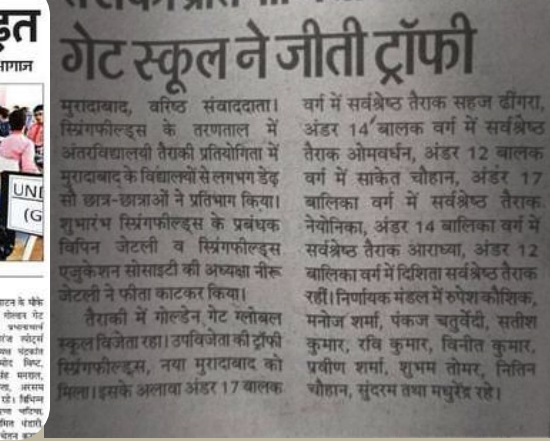 गेट स्कूल ने जीती ट्रॉफी
मुरादाबाद, वरिष्ठ संवाददाता।
स्प्रिंगफील्ड्स के तरणताल में
अंतरविद्यालयी तैराकी प्रतियोगिता में
मुरादाबाद के विद्यालयों से लगभग डेढ़
सौ छात्र-छात्राओं ने प्रतिभाग किया।
शुभारंभ स्प्रिंगफील्ड्स के प्रबंधक
विपिन जेटली व स्प्रिंगफील्ड्स
एजुकेशन सोसाइटी की अध्यक्षा नीरू
जेटली ने फीता काटकर किया।
तैराकी में गोल्डेन गेट ग्लोबल
स्कूल विजेता रहा। उपविजेता की ट्रॉफी
स्प्रिंगफील्ड्स, नया मुरादाबाद को
मिला। इसके अलावा अंडर 17 बालक
वर्ग में सर्वश्रेष्ठ तैराक सहज ढींगरा,
अंडर 14 बालक वर्ग में सर्वश्रेष्ठ
तैराक ओमवर्धन, अंडर 12 बालक
वर्ग में साकेत चौहान, अंडर 17
बालिका वर्ग में सर्वश्रेष्ठ तैराक
नेयोनिका, अंडर 14 बालिका वर्ग में
सर्वश्रेष्ठ तैराक आराध्या, अंडर 12
बालिका वर्ग में दिशिता सर्वश्रेष्ठ तैराक
रहीं। निर्णायक मंडल में रुपेश कौशिक,
मनोज शर्मा, पंकज चतुर्वेदी, सतीश
कुमार, रवि कुमार, विनीत कुमार,
प्रवीण शर्मा, शुभम तोमर, नितिन
चौहान, सुंदरम तथा मधुरेंद्र रहे।
UNI
(G